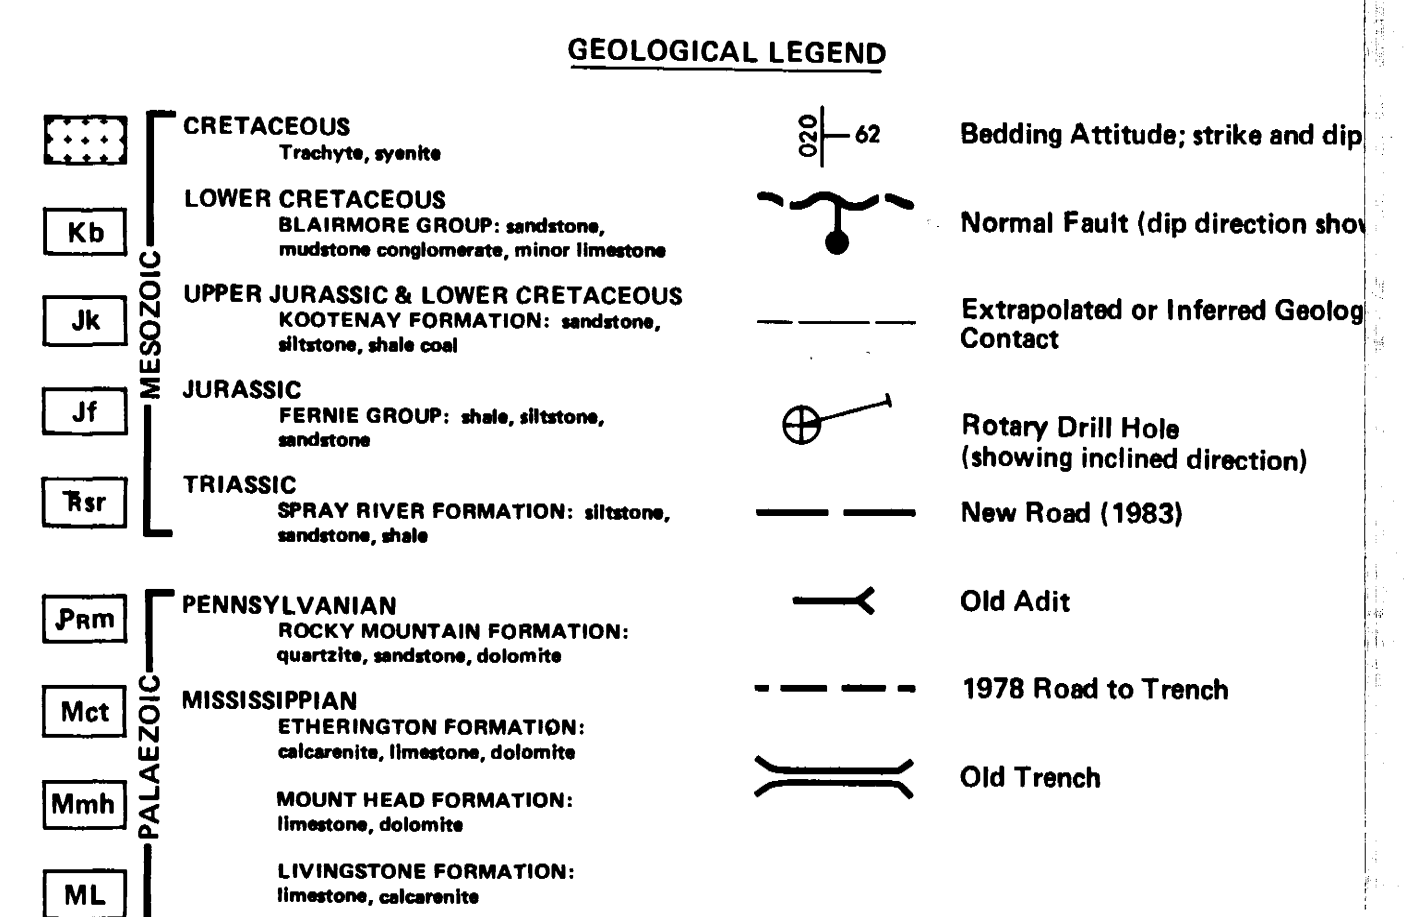 GEOLOGICAL LEGEND
CRETACEOUS
Trachyte, syenite
Kb
LOWER CRETACEOUS
BLAIRMORE GROUP: sandstone,
mudstone conglomerate, minor limestone
Jk
UPPER JURASSIC & LOWER CRETACEOUS
KOOTENAY FORMATION: sandstone,
siltstone, shale coal
Jf
JURASSIC
FERNIE GROUP: shale, siltstone,
sandstone
Ꞧsr
TRIASSIC
SPRAY RIVER FORMATION: siltstone,
sandstone, shale
MESOZOIC
PRm
PENNSYLVANIAN
ROCKY MOUNTAIN FORMATION:
quartzite, sandstone, dolomite
Mct
MISSISSIPPIAN
ETHERINGTON FORMATION:
calcarenite, limestone, dolomite
Mmh
MOUNT HEAD FORMATION:
limestone, dolomite
ML
LIVINGSTONE FORMATION:
limestone, calcarenite
PALAEZOIC
020
62
Bedding Attitude; strike and dip
Normal Fault (dip direction
Extrapolated or Inferred
Contact
Rotary Drill Hole
(showing inclined direction)
New Road (1983)
Old Adit
1978 Road to Trench
Old Trench